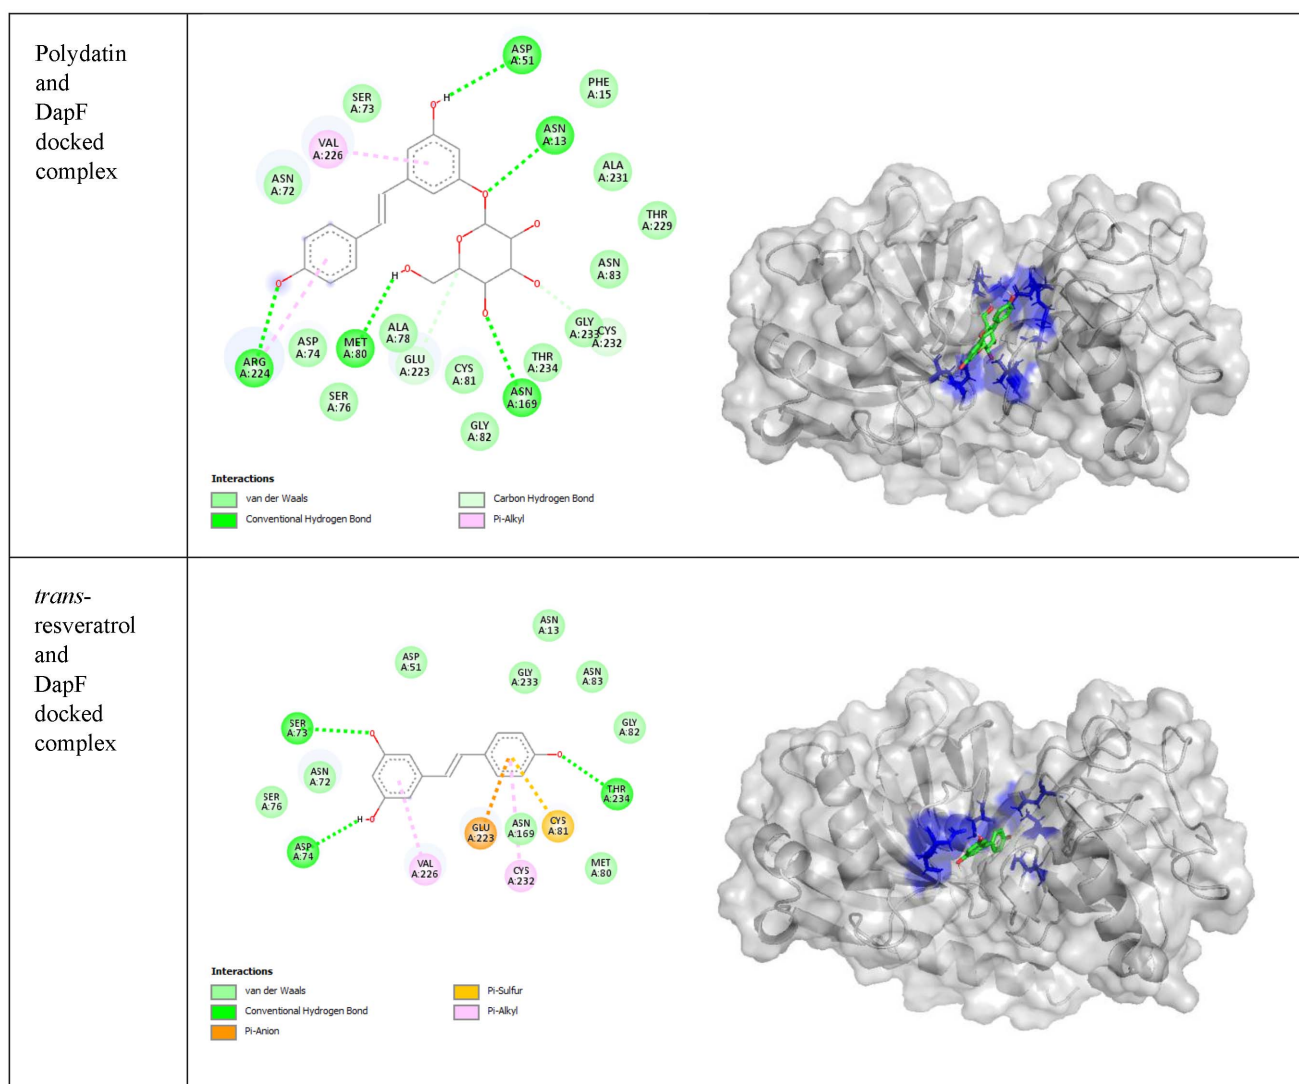 Polydatin
and
DapF
docked
complex
ASP
A:51
PHE
A:15
SER
A:73
ASN
A:13
VAL
A:226
ALA
A:231
ASN
A:72
THR
A:229
ASN
A:83
H
O
O
O
O
O
H
O
O
O
O
GLY
A:233
CYS
A:232
ALA
A:78
MET
A:80
ASP
A:74
GLU
A:223
THR
A:234
CYS
A:81
ARG
A:224
ASN
A:169
SER
A:76
GLY
A:82
Interactions
van der Waals
Carbon Hydrogen Bond
Conventional Hydrogen Bond
Pi-Alkyl
trans-
resveratrol
and
DapF
docked
complex
ASN
A:13
ASP
A:51
GLY
A:233
ASN
A:83
SER
A:73
GLY
A:82
O
O
H
O
ASN
A:72
THR
A:234
SER
A:76
GLU
A:223
ASN
A:169
CYS
A:81
ASP
A:74
VAL
A:226
CYS
A:232
MET
A:80
Interactions
van der Waals
Pi-Sulfur
Conventional Hydrogen Bond
Pi-Alkyl
Pi-Anion